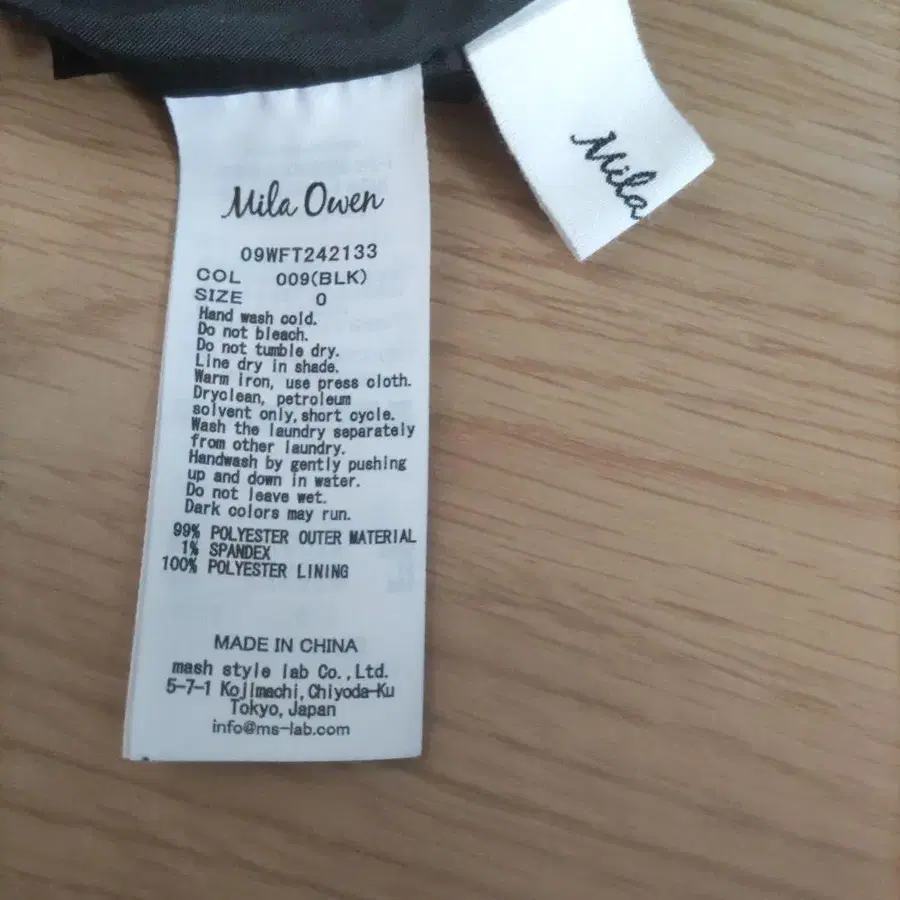 Mila Owen
09WFT242133
COL 009(BLK)
SIZE 0
Hand wash cold.
Do not bleach.
Do not tumble dry.
Line dry in shade.
Warm iron, use press cloth.
Dryclean, petroleum
solvent only, short cycle.
Wash the laundry separately
from other laundry.
Handwash by gently pushing
up and down in water.
Do not leave wet.
Dark colors may run.
99% POLYESTER OUTER MATERIAL
1% SPANDEX
100% POLYESTER LINING
MADE IN CHINA
mash style lab Co.,Ltd.
5-7-1 Kojimachi,Chiyoda-Ku
Tokyo,Japan
info@ms-lab.com
Mila